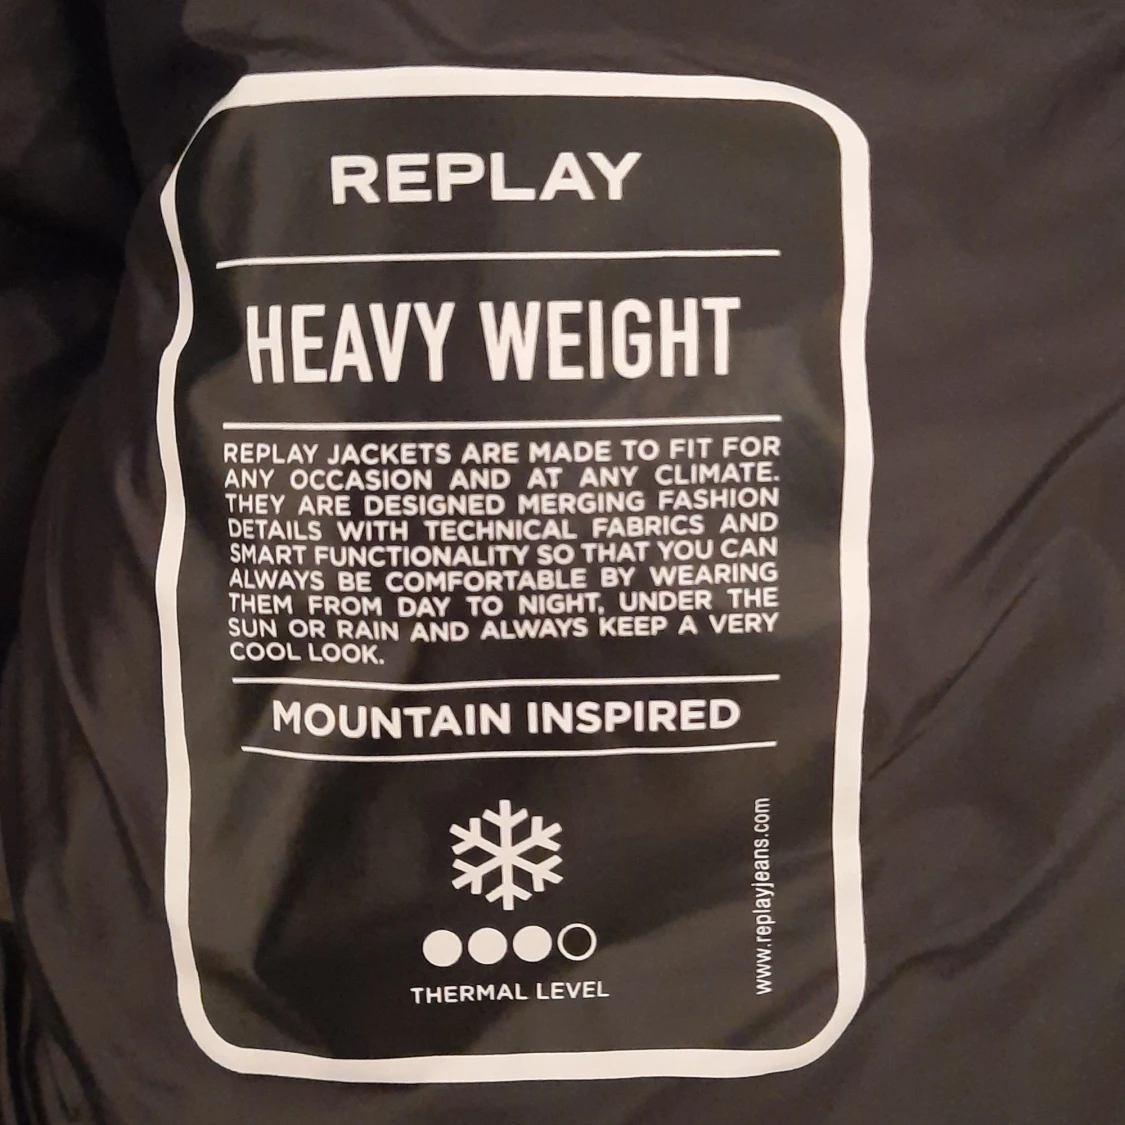 REPLAY
HEAVY WEIGHT
REPLAY JACKETS ARE MADE TO FIT FOR
ANY OCCASION AND AT ANY CLIMATE.
THEY ARE DESIGNED MERGING FASHION
DETAILS WITH TECHNICAL FABRICS AND
SMART FUNCTIONALITY SO THAT YOU CAN
ALWAYS BE COMFORTABLE BY WEARING
THEM FROM DAY TO NIGHT, UNDER THE
SUN OR RAIN AND ALWAYS KEEP A VERY
COOL LOOK.
MOUNTAIN INSPIRED
THERMAL LEVEL
www.replayjeans.com